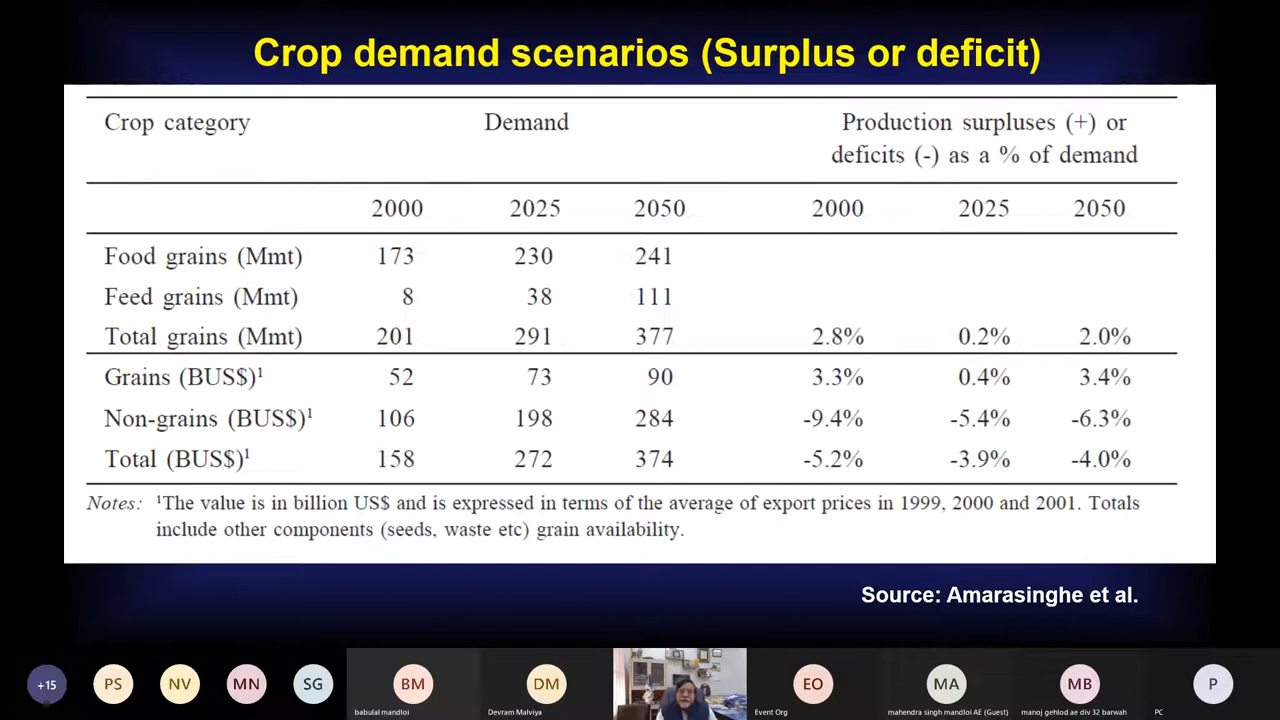 Crop demand scenarios (Surplus or deficit)
Crop category Demand Production surpluses (+) or
deficits (-) as a % of demand
2000 2025 2050 2000 2025 2050
Food grains (Mmt) 173 230 241
Feed grains (Mmt) 8 38 111
Total grains (Mmt) 201 291 377 2.8% 0.2% 2.0%
Grains (BUS$)¹ 52 73 90 3.3% 0.4% 3.4%
Non-grains (BUS$)¹ 106 198 284 -9.4% -5.4% -6.3%
Total (BUS$)¹ 158 272 374 -5.2% -3.9% -4.0%
Notes: ¹The value is in billion US$ and is expressed in terms of the average of export prices in 1999, 2000 and 2001. Totals
include other components (seeds, waste etc) grain availability.
Source: Amarasinghe et al.
+15 PS NV MN SG BM DM EO MA MB P
babulal mandloi Devram Malviya Event Org mahendra singh mandloi AE (Guest) manoj gehlod ae div 32 barwah PC